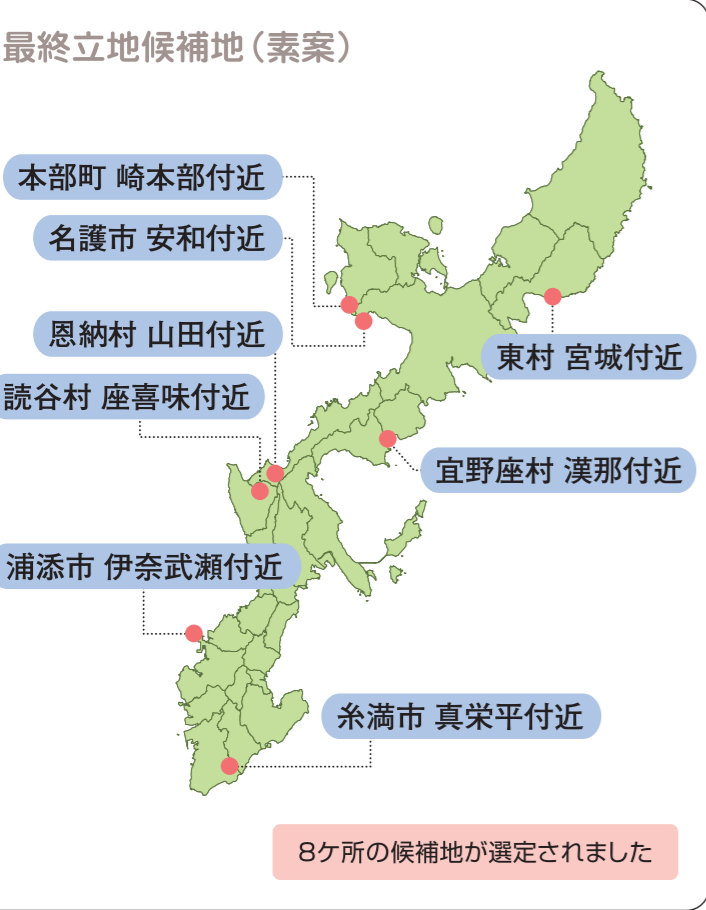 最終立地候補地（素案）
本部町 崎本部付近
名護市 安和付近
恩納村 山田付近
読谷村 座喜味付近
東村 宮城付近
宜野座村 漢那付近
浦添市 伊奈武瀬付近
糸満市 真栄平付近
8ケ所の候補地が選定されました